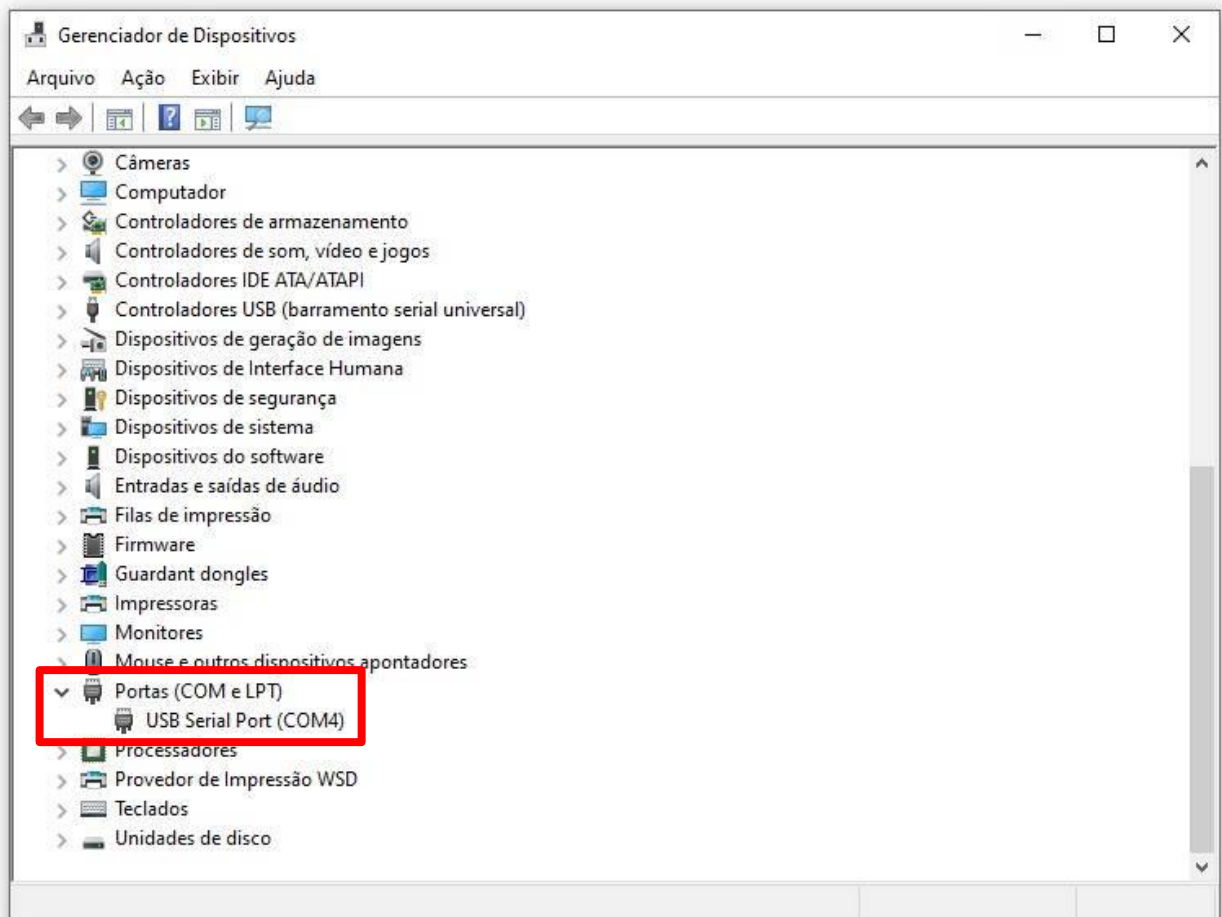 Gerenciador de Dispositivos
Arquivo Ação Exibir Ajuda
Câmeras
Computador
Controladores de armazenamento
Controladores de som, vídeo e jogos
Controladores IDE ATA/ATAPI
Controladores USB (barramento serial universal)
Dispositivos de geração de imagens
Dispositivos de Interface Humana
Dispositivos de segurança
Dispositivos de sistema
Dispositivos do software
Entradas e saídas de áudio
Filas de impressão
Firmware
Guardant dongles
Impressoras
Monitores
Mouse e outros dispositivos apontadores
Portas (COM e LPT)
USB Serial Port (COM4)
Processadores
Provedor de Impressão WSD
Teclados
Unidades de disco